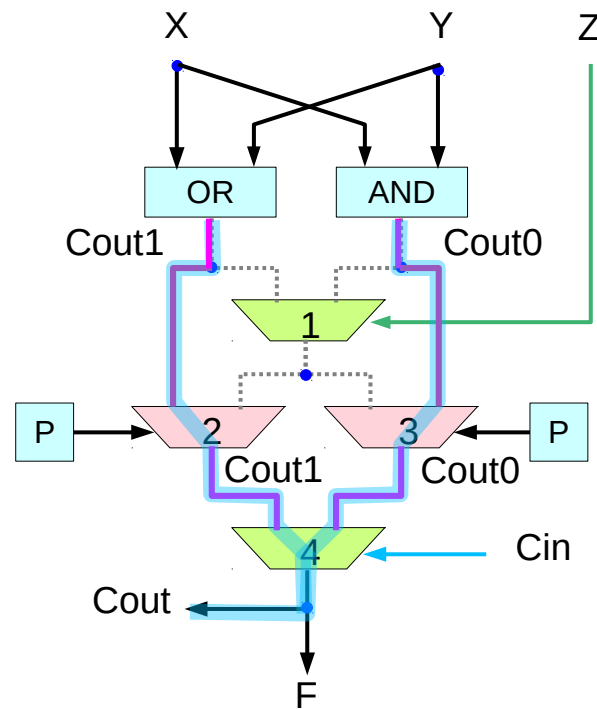 X Y Z
OR AND
Cout1 Cout0
1
P 2 3 P
Cout1 Cout0
4 Cin
Cout
F